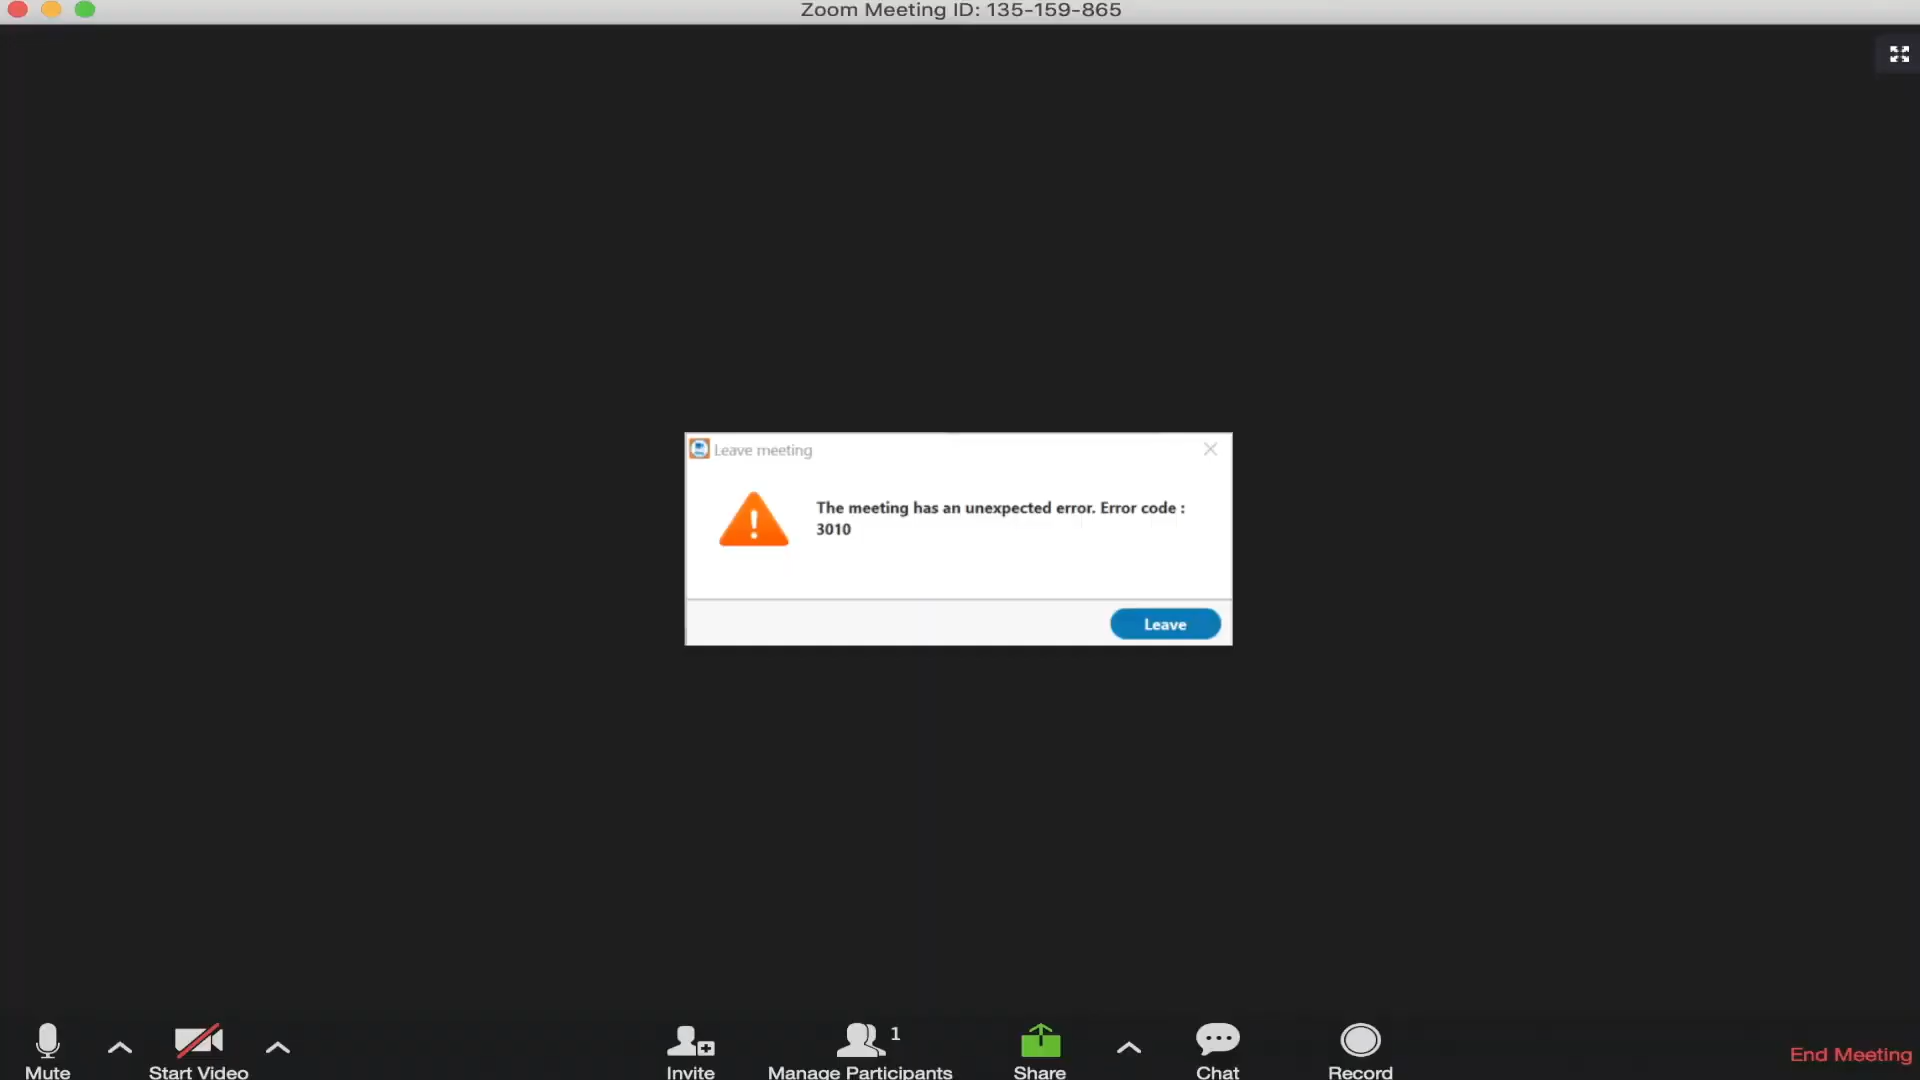 Zoom Meeting ID: 135-159-865
Leave meeting
The meeting has an unexpected error. Error code :
3010
Leave
1
Mute
Start Video
Invite
Manage Participants
Share
Chat
Record
End Meeting